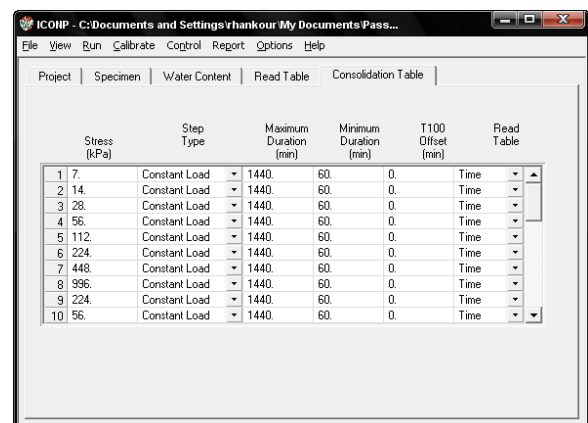 ICONP - C:\Documents and Settings\rhankour\My Documents\Pass...
File View Run Calibrate Control Report Options Help
Project Specimen Water Content Read Table Consolidation Table
Stress (kPa) Step Type Maximum Duration (min) Minimum Duration (min) T100 Offset (min) Read Table
1 7. Constant Load 1440. 60. 0. Time
2 14. Constant Load 1440. 60. 0. Time
3 28. Constant Load 1440. 60. 0. Time
4 56. Constant Load 1440. 60. 0. Time
5 112. Constant Load 1440. 60. 0. Time
6 224. Constant Load 1440. 60. 0. Time
7 448. Constant Load 1440. 60. 0. Time
8 996. Constant Load 1440. 60. 0. Time
9 224. Constant Load 1440. 60. 0. Time
10 56. Constant Load 1440. 60. 0. Time